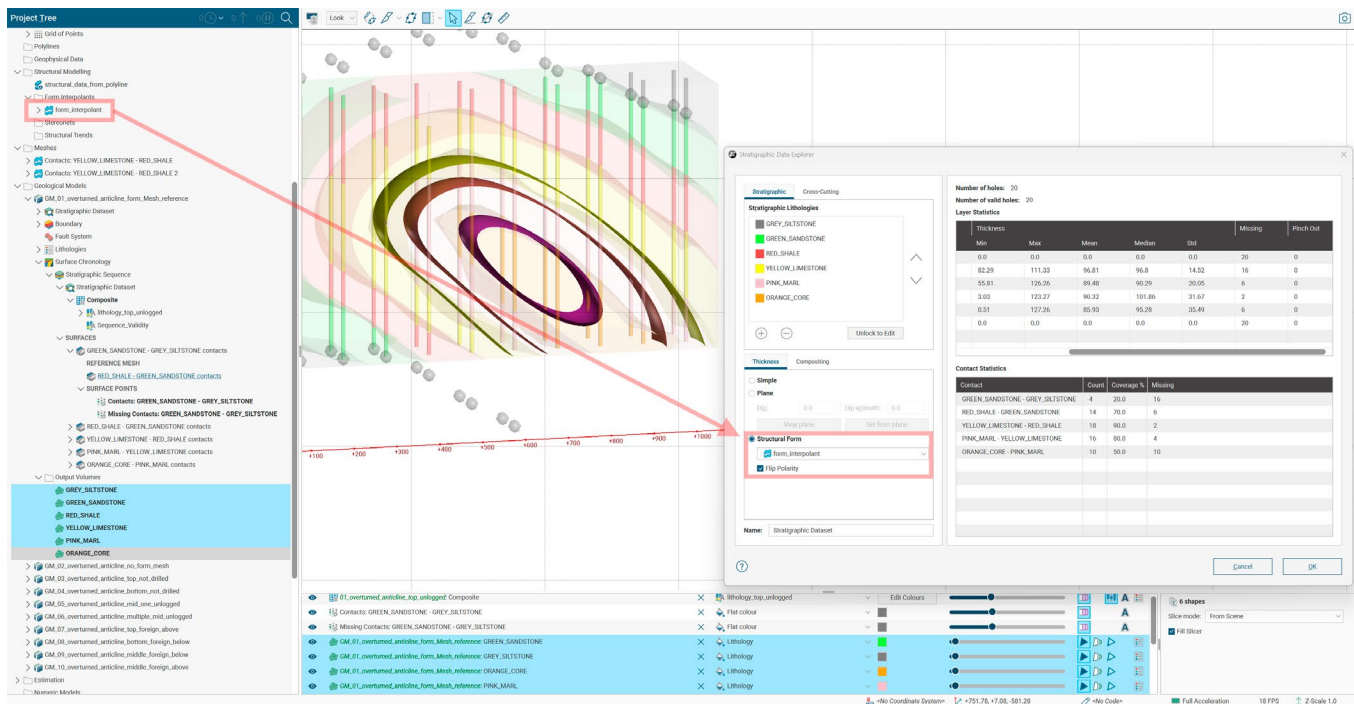 Project Tree
0
0
0
Look
Grid of Points
Polylines
Geophysical Data
Structural Modelling
structural_data_from_polyline
Form Interpolants
form_interpolant
Stereonets
Structural Trends
Meshes
Contacts: YELLOW_LIMESTONE - RED_SHALE
Contacts: YELLOW_LIMESTONE - RED_SHALE 2
Geological Models
GM_01_overturned_anticline_form_Mesh_reference
Stratigraphic Dataset
Boundary
Fault System
Lithologies
Surface Chronology
Stratigraphic Sequence
Stratigraphic Dataset
Composite
lithology_top_unlogged
Sequence_Validity
SURFACES
GREEN_SANDSTONE - GREY_SILTSTONE contacts
REFERENCE MESH
RED_SHALE - GREEN_SANDSTONE contacts
SURFACE POINTS
Contacts: GREEN_SANDSTONE - GREY_SILTSTONE
Missing Contacts: GREEN_SANDSTONE - GREY_SILTSTONE
RED_SHALE - GREEN_SANDSTONE contacts
YELLOW_LIMESTONE - RED_SHALE contacts
PINK_MARL - YELLOW_LIMESTONE contacts
ORANGE_CORE - PINK_MARL contacts
Output Volumes
GREY_SILTSTONE
GREEN_SANDSTONE
RED_SHALE
YELLOW_LIMESTONE
PINK_MARL
ORANGE_CORE
GM_02_overturned_anticline_no_form_mesh
GM_03_overturned_anticline_top_not_drilled
GM_04_overturned_anticline_bottom_not_drilled
GM_05_overturned_anticline_mid_one_unlogged
GM_06_overturned_anticline_multiple_mid_unlogged
GM_07_overturned_anticline_top_foreign_above
GM_08_overturned_anticline_bottom_foreign_below
GM_09_overturned_anticline_middle_foreign_below
GM_10_overturned_anticline_middle_foreign_above
Estimation
Numeric Models
+100 +200 +300 +400 +500 +600 +700 +800 +900 +1000
Stratigraphic Data Explorer
Stratigraphic Cross-Cutting
Stratigraphic Lithologies
GREY_SILTSTONE
GREEN_SANDSTONE
RED_SHALE
YELLOW_LIMESTONE
PINK_MARL
ORANGE_CORE
Unlock to Edit
Thickness Compositing
Simple
Plane
Dip: 0.0 Dip azimuth: 0.0
View plane Set from plane
Structural Form
form_interpolant
Flip Polarity
Name: Stratigraphic Dataset
Number of holes: 20
Number of valid holes: 20
Layer Statistics
Thickness Missing Pinch Out
Min Max Mean Median Std
0.0 0.0 0.0 0.0 0.0 20 0
82.29 111.33 96.81 96.8 14.52 16 0
55.81 126.26 89.48 90.29 20.05 6 0
3.03 123.27 90.32 101.86 31.67 2 0
0.51 127.26 85.93 95.28 35.49 6 0
0.0 0.0 0.0 0.0 0.0 20 0
Contact Statistics
Contact Count Coverage % Missing
GREEN_SANDSTONE - GREY_SILTSTONE 4 20.0 16
RED_SHALE - GREEN_SANDSTONE 14 70.0 6
YELLOW_LIMESTONE - RED_SHALE 18 90.0 2
PINK_MARL - YELLOW_LIMESTONE 16 80.0 4
ORANGE_CORE - PINK_MARL 10 50.0 10
Cancel OK
01_overturned_anticline_top_unlogged: Composite lithology_top_unlogged Edit Colours
Contacts: GREEN_SANDSTONE - GREY_SILTSTONE Flat colour
Missing Contacts: GREEN_SANDSTONE - GREY_SILTSTONE Flat colour
GM_01_overturned_anticline_form_Mesh_reference: GREEN_SANDSTONE Lithology
GM_01_overturned_anticline_form_Mesh_reference: GREY_SILTSTONE Lithology
GM_01_overturned_anticline_form_Mesh_reference: ORANGE_CORE Lithology
GM_01_overturned_anticline_form_Mesh_reference: PINK_MARL Lithology
6 shapes
Slice mode: From Scene
Fill Slicer
<No Coordinate System> +751.78, +7.08, -581.28 <No Code> Full Acceleration 18 FPS Z-Scale 1.0